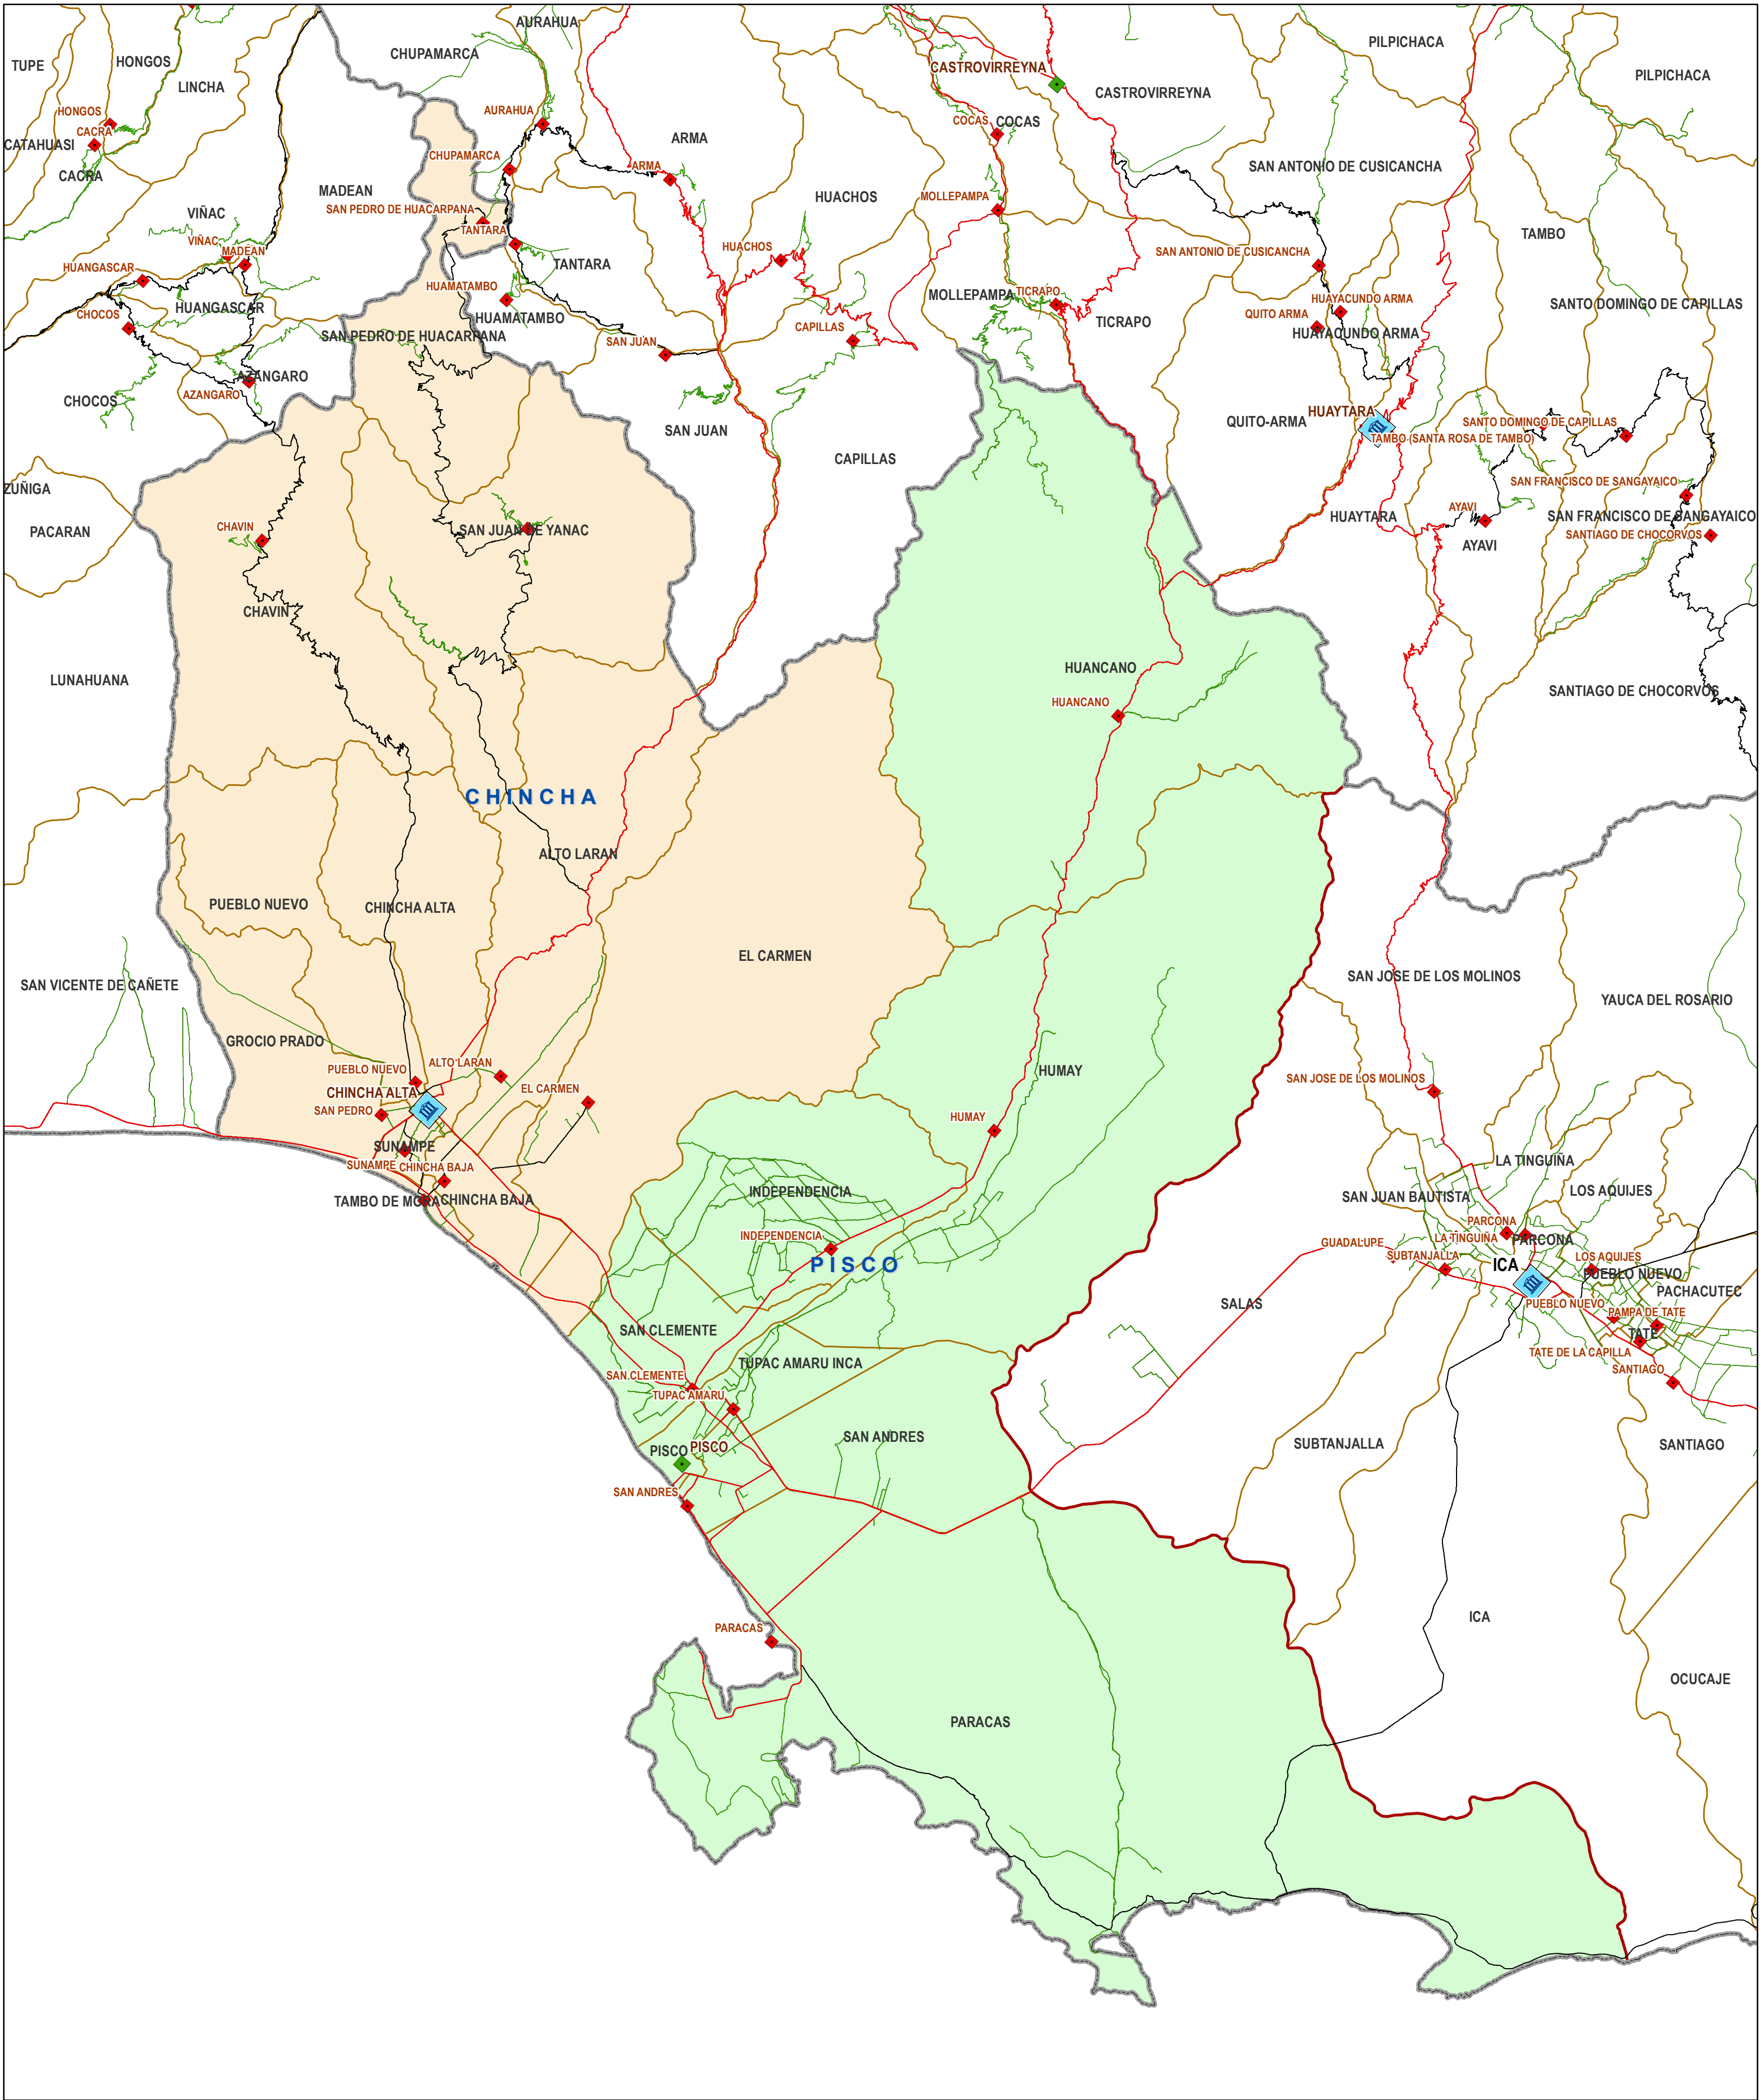 AURAHUA
CHUPAMARCA
PILPICHACA
TUPE
HONGOS
LINCHA
CASTROVIRREYNA
PILPICHACA
CASTROVIRREYNA
HONGOS
AURAHUA
COCAS
COCAS
CACRA
CATAHUASI
ARMA
CHUPAMARCA
ARMA
SAN ANTONIO DE CUSICANCHA
CACRA
MADEAN
HUACHOS
MOLLEPAMPA
VIÑAC
SAN PEDRO DE HUACARPANA
TANTARA
TAMBO
VIÑAC
MADEAN
HUACHOS
SAN ANTONIO DE CUSICANCHA
HUANGASCAR
TANTARA
HUAMATAMBO
MOLLEPAMPA
TICRAPO
HUAYACUNDO ARMA
SANTO DOMINGO DE CAPILLAS
HUANGASCAR
CHOCOS
HUAMATAMBO
CAPILLAS
TICRAPO
QUITO ARMA
HUAYACUNDO ARMA
SAN PEDRO DE HUACARPANA
SAN JUAN
AZANGARO
AZANGARO
CHOCOS
HUAYTARA
QUITO-ARMA
SANTO DOMINGO DE CAPILLAS
SAN JUAN
TAMBO (SANTA ROSA DE TAMBO)
CAPILLAS
ZUÑIGA
SAN FRANCISCO DE SANGAYAICO
AYAVI
HUAYTARA
SAN FRANCISCO DE SANGAYAICO
PACARAN
CHAVIN
SAN JUAN DE YANAC
SANTIAGO DE CHOCORVOS
AYAVI
CHAVIN
HUANCANO
LUNAHUANA
SANTIAGO DE CHOCORVOS
HUANCANO
CHINCHA
ALTO LARAN
PUEBLO NUEVO
CHINCHA ALTA
EL CARMEN
SAN JOSE DE LOS MOLINOS
SAN VICENTE DE CAÑETE
YAUCA DEL ROSARIO
GROCIO PRADO
ALTO LARAN
PUEBLO NUEVO
HUMAY
SAN JOSE DE LOS MOLINOS
EL CARMEN
CHINCHA ALTA
SAN PEDRO
HUMAY
SUNAMPE
LA TINGUIÑA
SUNAMPE
CHINCHA BAJA
INDEPENDENCIA
LOS AQUIJES
SAN JUAN BAUTISTA
TAMBO DE MORA
CHINCHA BAJA
PARCONA
INDEPENDENCIA
LA TINGUIÑA
PARCONA
GUADALUPE
SUBTANJALLA
LOS AQUIJES
PISCO
ICA
PUEBLO NUEVO
PACHACUTEC
SALAS
PUEBLO NUEVO
PAMPA DE TATE
SAN CLEMENTE
TATE
TATE DE LA CAPILLA
TUPAC AMARU INCA
SANTIAGO
SAN CLEMENTE
TUPAC AMARU
SAN ANDRES
SUBTANJALLA
SANTIAGO
PISCO
PISCO
SAN ANDRES
ICA
PARACAS
OCUCAJE
PARACAS